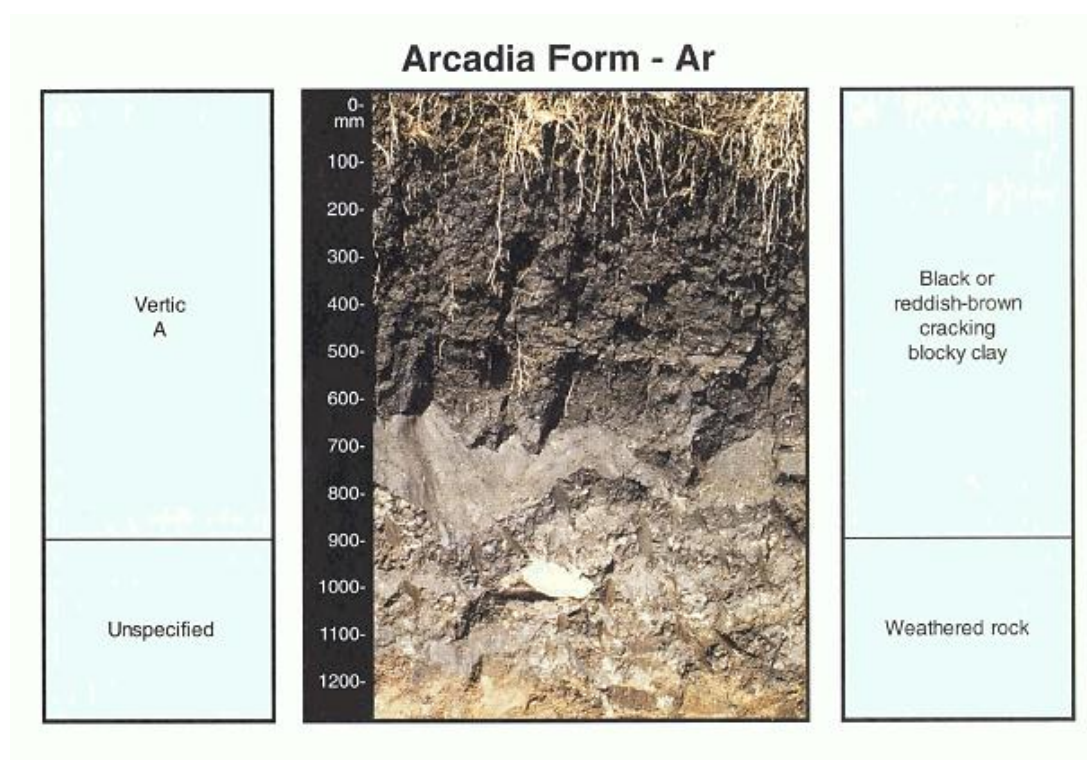 Arcadia Form - Ar
Vertic
A
Unspecified
0-
mm
100-
200-
300-
400-
500-
600-
700-
800-
900-
1000-
1100-
1200-
Black or
reddish-brown
cracking
blocky clay
Weathered rock